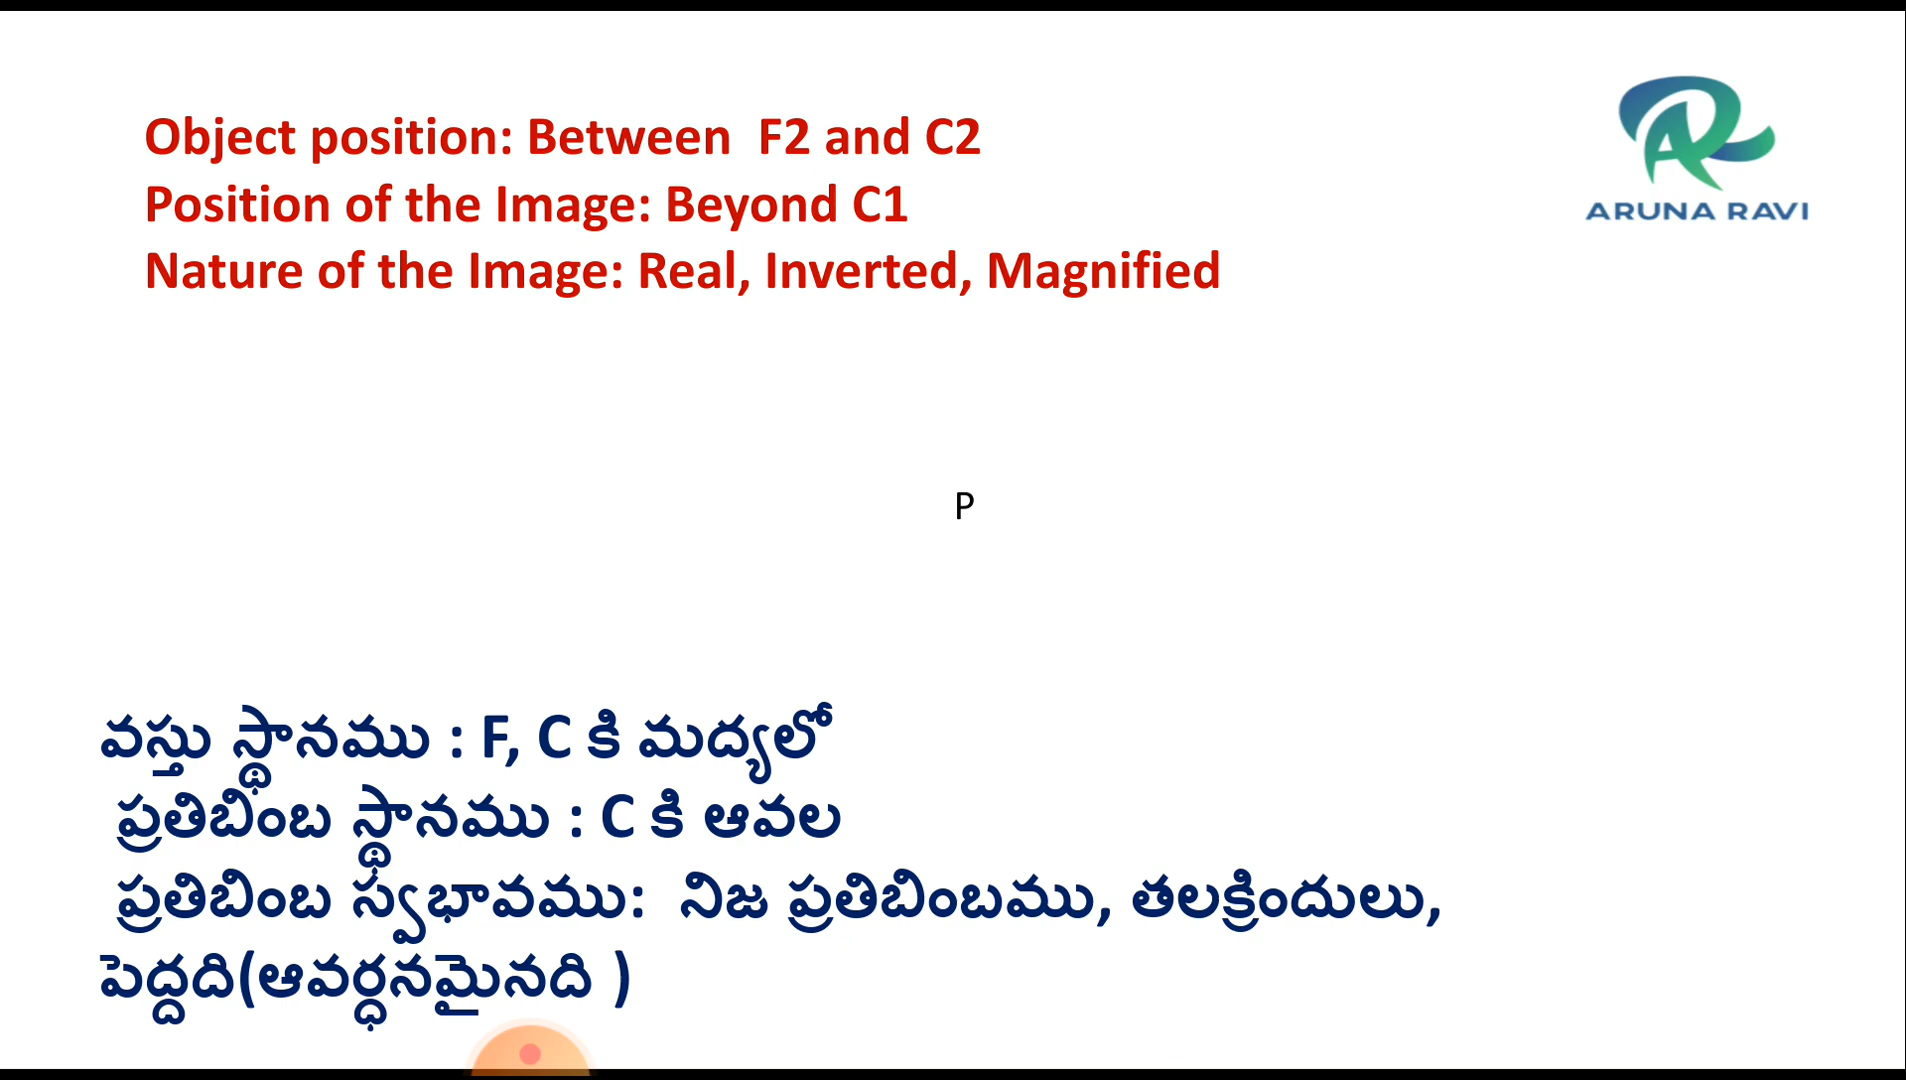 Object position: Between  F2 and C2
Position of the Image: Beyond C1
Nature of the Image: Real, Inverted, Magnified
ARUNA RAVI
P
వస్తు స్థానము : F, C కి మద్యలో
ప్రతిబింబ స్థానము : C కి ఆవల
ప్రతిబింబ స్వభావము:  నిజ ప్రతిబింబము, తలక్రిందులు,
పెద్దది(ఆవర్ధనమైనది )